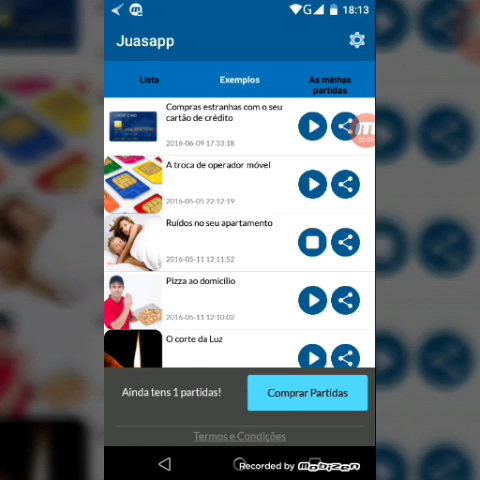 G 18:13
Juasapp
Lista
Exemplos
As minhas
partidas
Compras estranhas com o seu
cartão de crédito
2016-06-09 17:33:18
A troca de operador móvel
2016-05-05 22:12:19
Ruídos no seu apartamento
2016-05-11 12:11:52
Pizza ao domicílio
2016-05-11 12:10:02
O corte da Luz
Ainda tens 1 partidas!
Comprar Partidas
Termos e Condições
Recorded by Mobizen